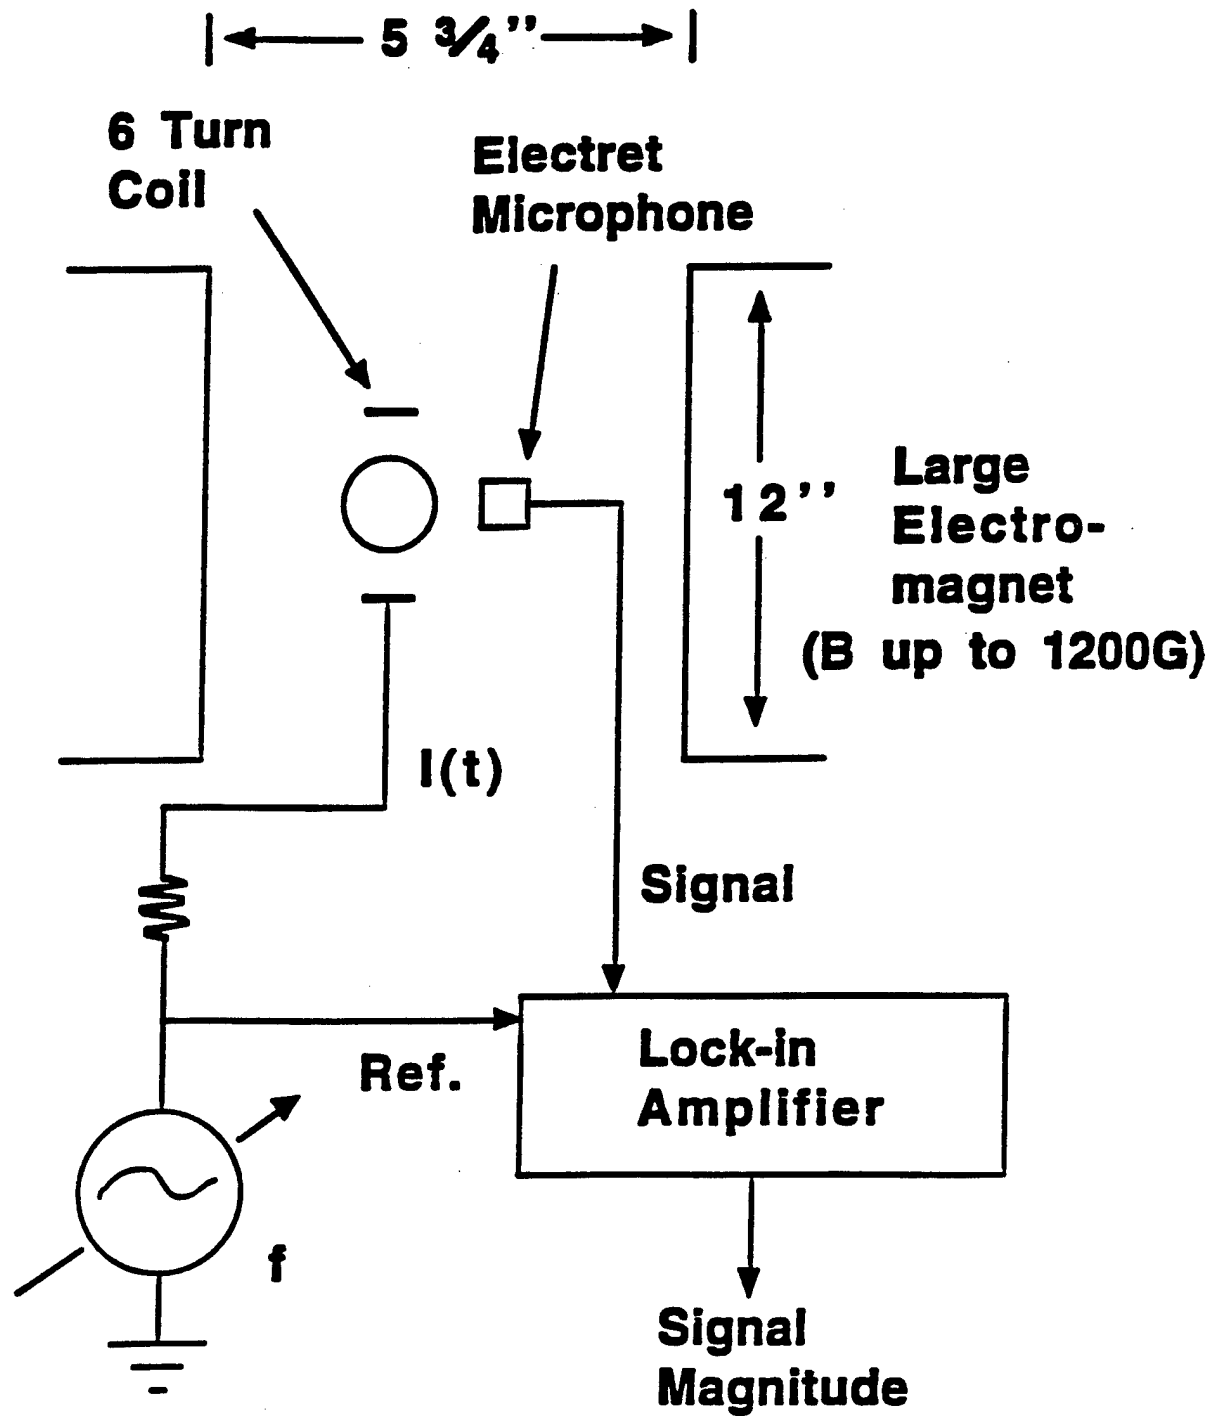 5 3/4’’
6 Turn
Coil
Electret
Microphone
12’’
Large
Electro-
magnet
(B up to 1200G)
I(t)
Signal
Ref.
Lock-in
Amplifier
f
Signal
Magnitude